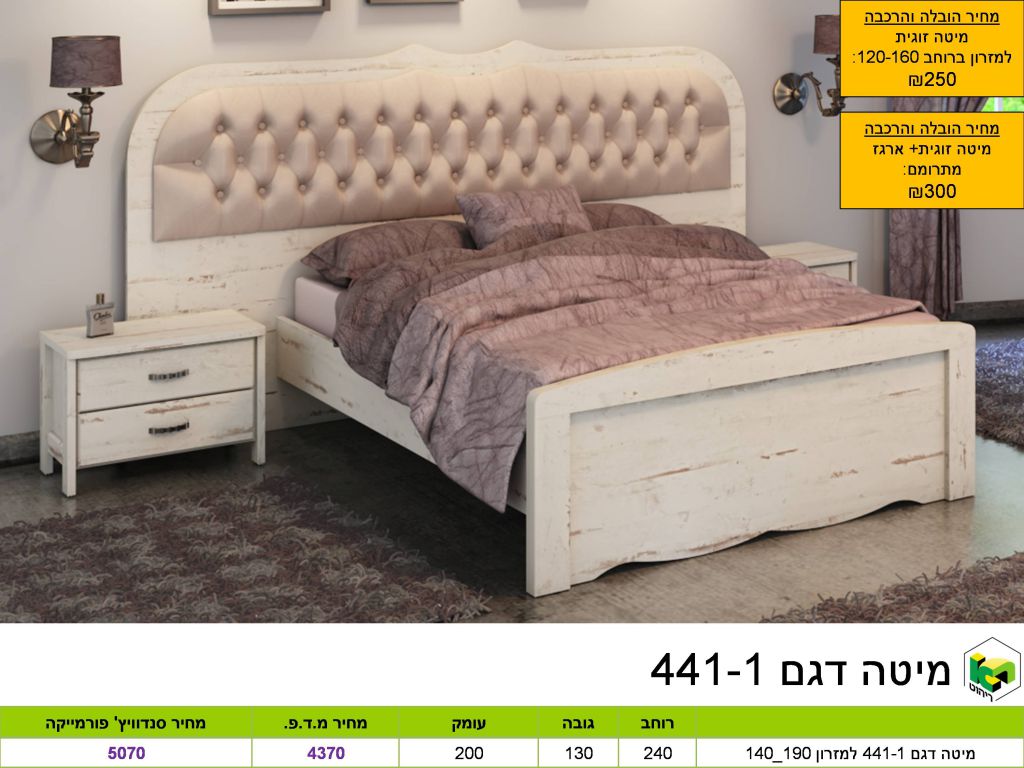 מחיר הובלה והרכבה
מיטה זוגית
למזרון ברוחב 120-160:
₪250
מחיר הובלה והרכבה
מיטה זוגית+ ארגז
מתרומם:
₪300
מיטה דגם 441-1
ריהוט
רוחב גובה עומק מחיר מ.ד.פ. מחיר סנדוויץ' פורמייקה
מיטה דגם 441-1 למזרון 190_140 240 130 200 4370 5070